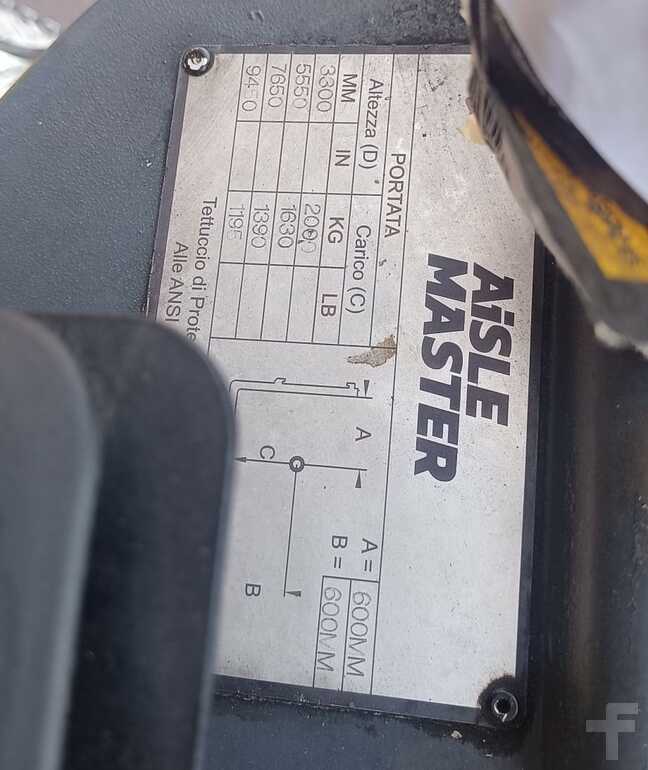 AiSLE
MASTER
PORTATA
Altezza (D) Carico (C)
MM IN KG LB
3300 2000
5550 1630
7650 1390
9450 1195
Tettuccio di Prote
Alle ANSI
A
C
B
A = 600MM
B = 600MM